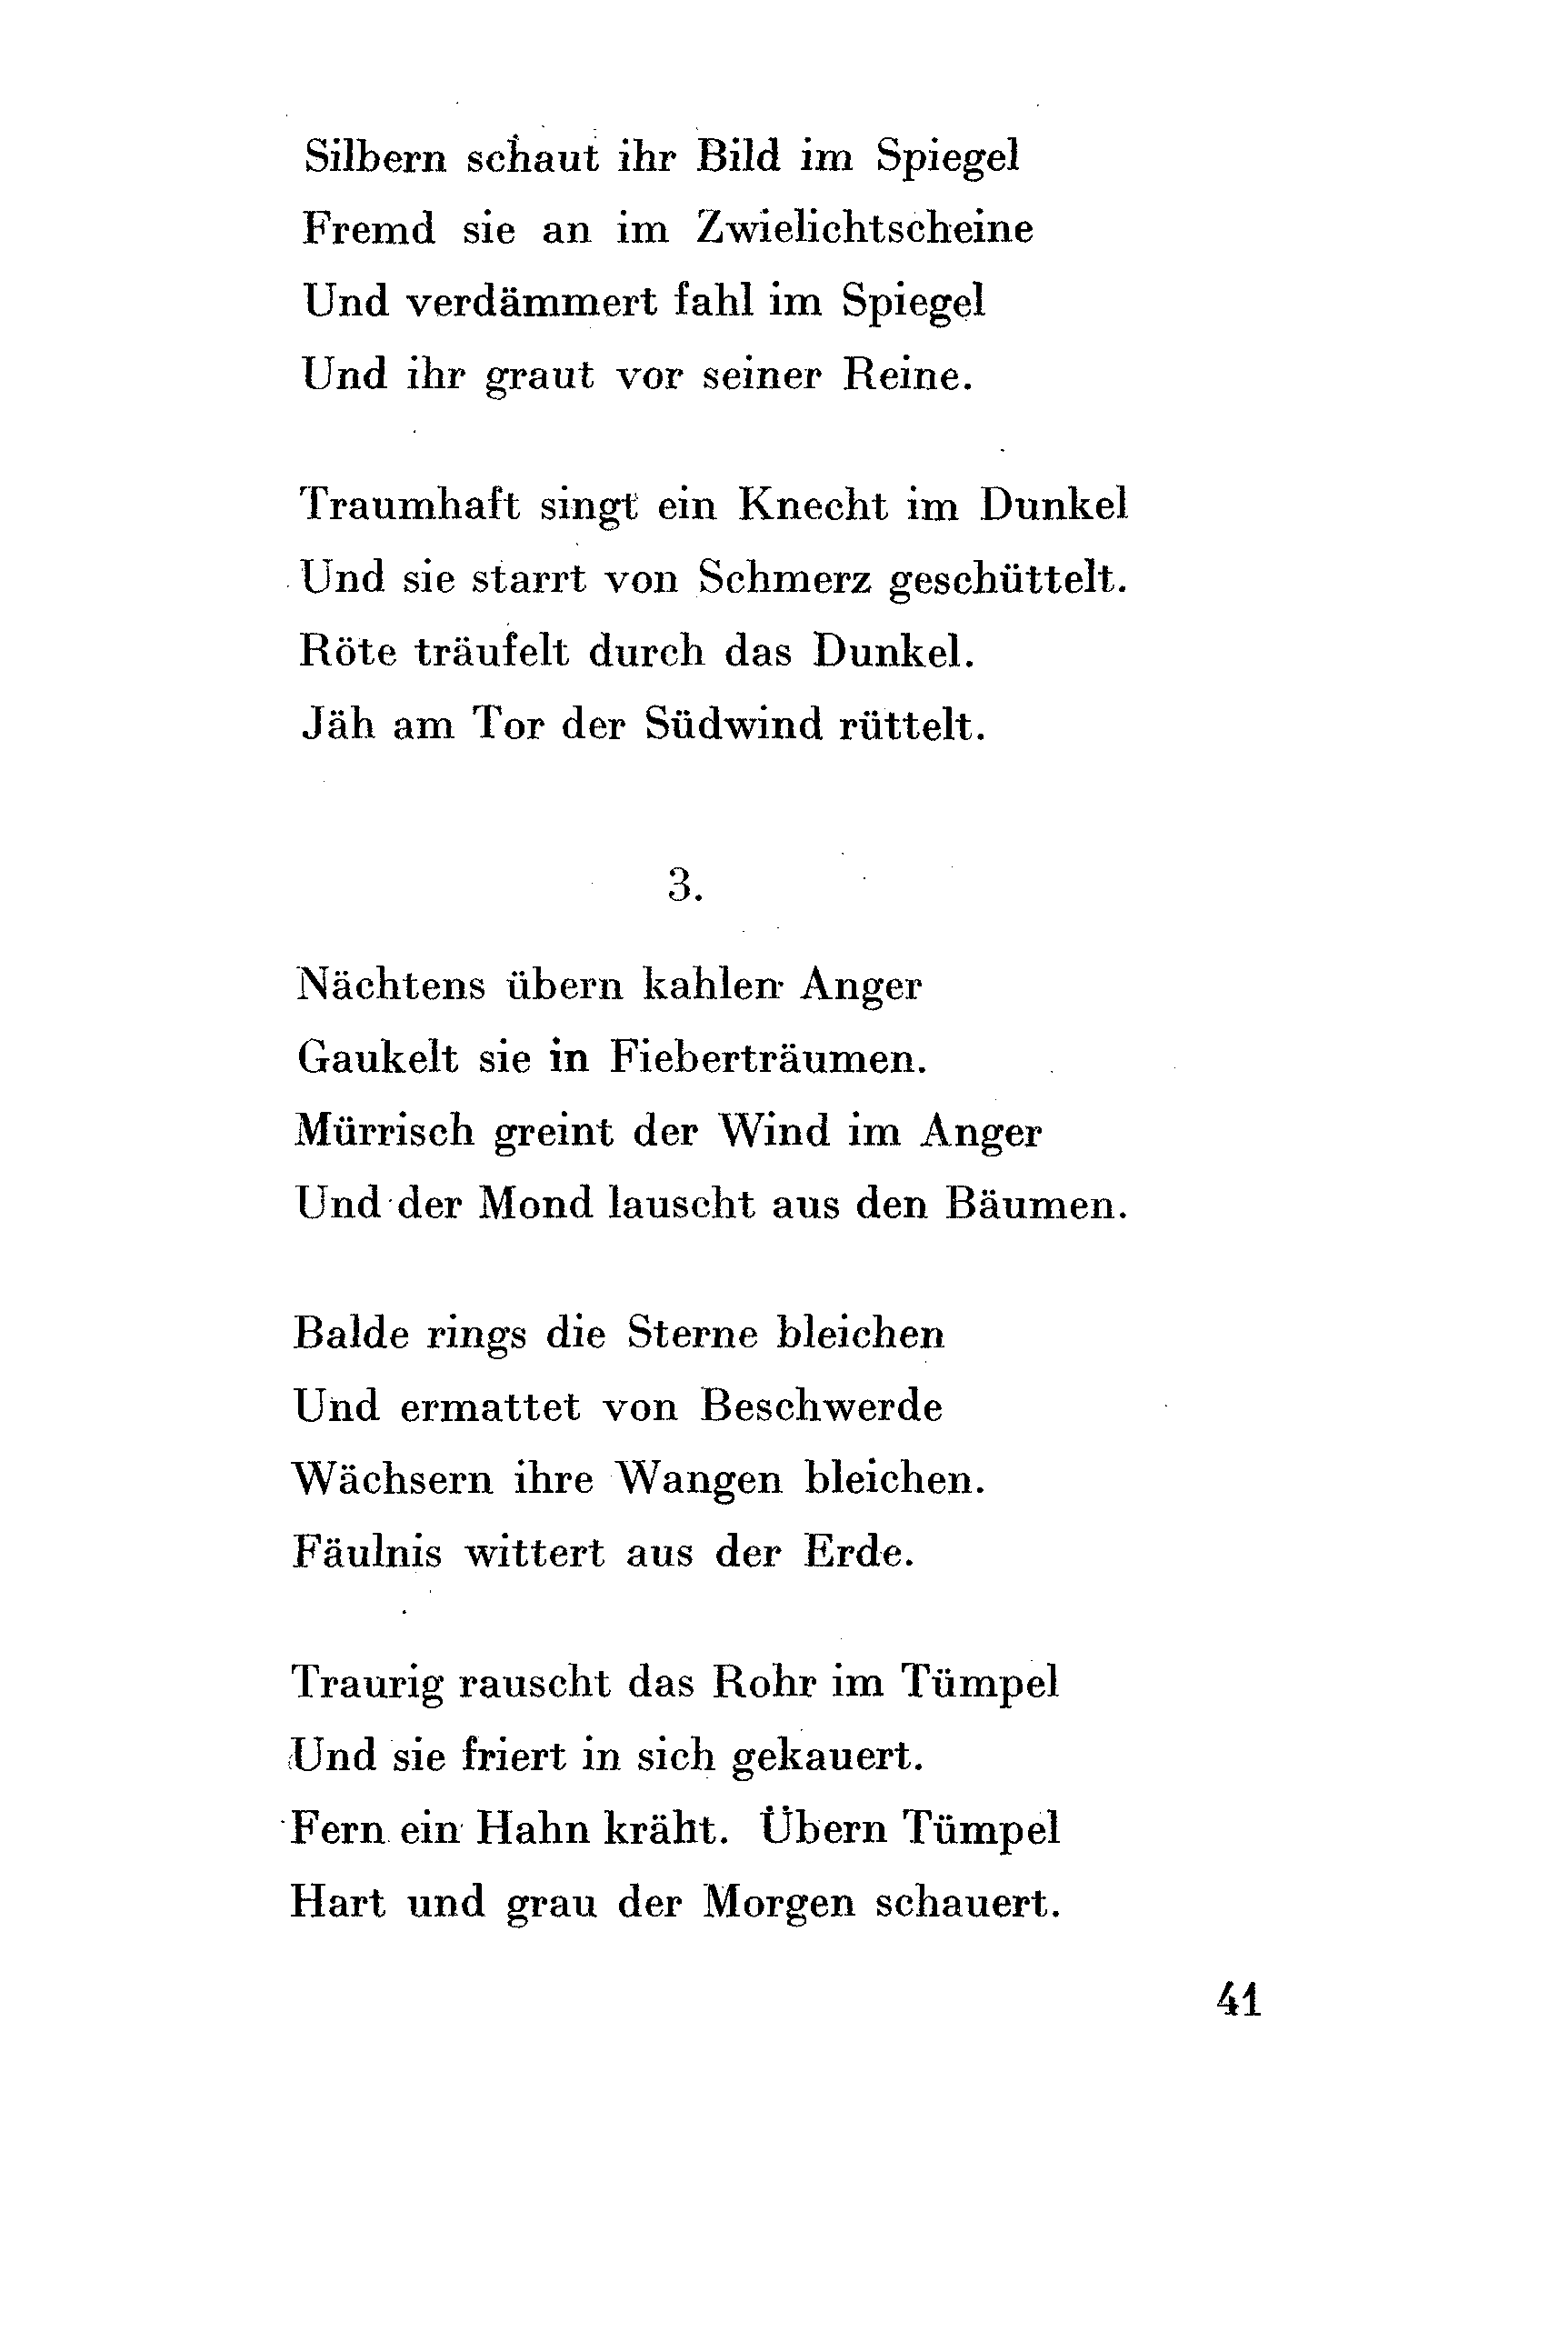 Silbern schaut ihr Bild im Spiegel
Fremd sie an im Zwielichtscheine
Und verdämmert fahl im Spiegel
Und ihr graut vor seiner Reine.
Traumhaft singt ein Knecht im Dunkel
Und sie starrt von Schmerz geschüttelt.
Röte träufelt durch das Dunkel.
Jäh am Tor der Südwind rüttelt.
3.
Nächtens übern kahlen Anger
Gaukelt sie in Fieberträumen.
Mürrisch greint der Wind im Anger
Und der Mond lauscht aus den Bäumen.
Balde rings die Sterne bleichen
Und ermattet von Beschwerde
Wächsern ihre Wangen bleichen.
Fäulnis wittert aus der Erde.
Traurig rauscht das Rohr im Tümpel
Und sie friert in sich gekauert.
Fern ein Hahn kräht. Übern Tümpel
Hart und grau der Morgen schauert.
41